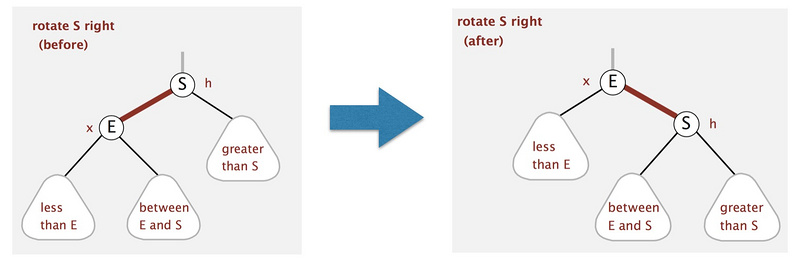 rotate S right
(before)
S
h
x
E
greater
than S
less
than E
between
E and S
rotate S right
(after)
x
E
S
h
less
than E
between
E and S
greater
than S